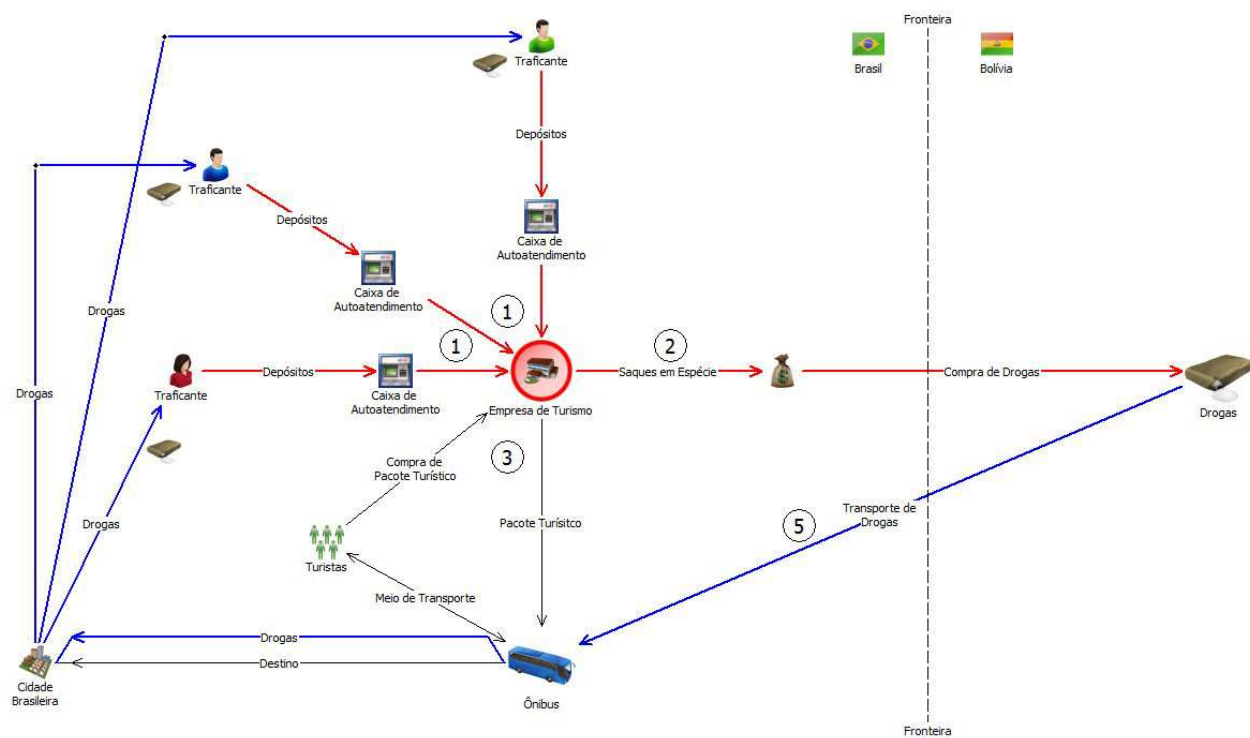 Fronteira
Brasil
Bolívia
Traficante
Depósitos
Traficante
Depósitos
Caixa de
Autoatendimento
Caixa de
Autoatendimento
Drogas
1
Drogas
1
2
Traficante
Depósitos
Caixa de
Autoatendimento
Saques em Espécie
Compra de Drogas
Empresa de Turismo
Drogas
3
Compra de
Pacote Turístico
Drogas
Pacote Turísitco
5
Transporte de
Drogas
Turistas
Meio de Transporte
Drogas
Destino
Cidade
Brasileira
Ônibus
Fronteira